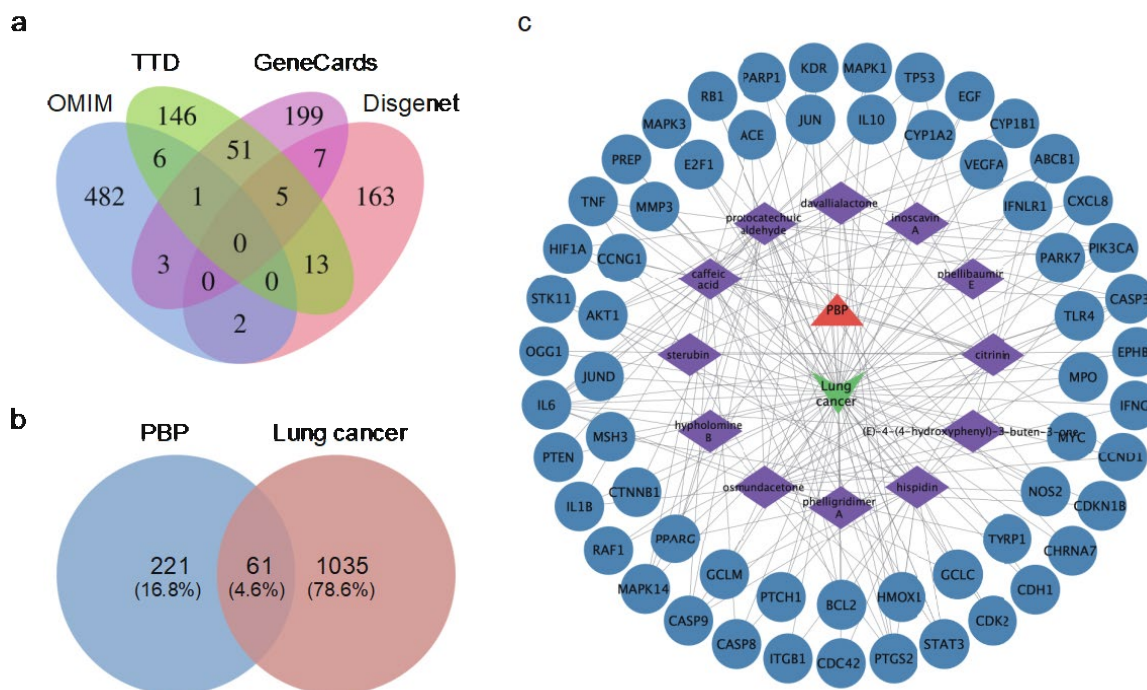 a
TTD
GeneCards
OMIM
Disgenet
146
199
6
51
7
482
1
5
163
0
3
0
0
13
2
b
PBP
Lung cancer
221
(16.8%)
61
(4.6%)
1035
(78.6%)
c
PARP1
KDR
MAPK1
TP53
RB1
EGF
MAPK3
ACE
JUN
IL10
CYP1A2
CYP1B1
PREP
E2F1
VEGFA
ABCB1
TNF
MMP3
IFNLR1
CXCL8
HIF1A
CCNG1
PARK7
PIK3CA
STK11
AKT1
TLR4
CASP3
OGG1
JUND
MPO
EPHB
IL6
MSH3
MYC
IFNG
PTEN
CTNNB1
NOS2
CCND1
IL1B
PPARG
TYRP1
CDKN1B
RAF1
GCLM
GCLC
CHRNA7
MAPK14
PTCH1
BCL2
HMOX1
CDH1
CASP9
CDK2
CASP8
ITGB1
CDC42
PTGS2
STAT3
davallialactone
protocatechuic
aldehyde
inoscavin
A
caffeic
acid
phellibaumin
E
PBP
sterubin
citrinin
Lung
cancer
hypholomine
B
(E)-4-(4-hydroxyphenyl)-3-buten-3-one
osmundacetone
phelligridimer
A
hispidin